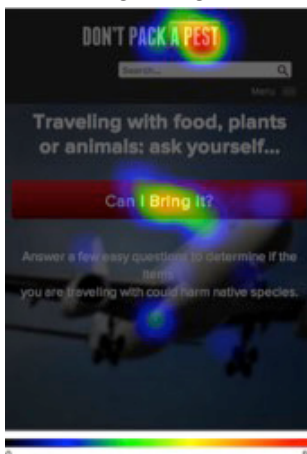 DON'T PACK A PEST
Search...
Menu
Traveling with food, plants
or animals: ask yourself...
Can I Bring It?
Answer a few easy questions to determine if the
items
you are traveling with could harm native species.